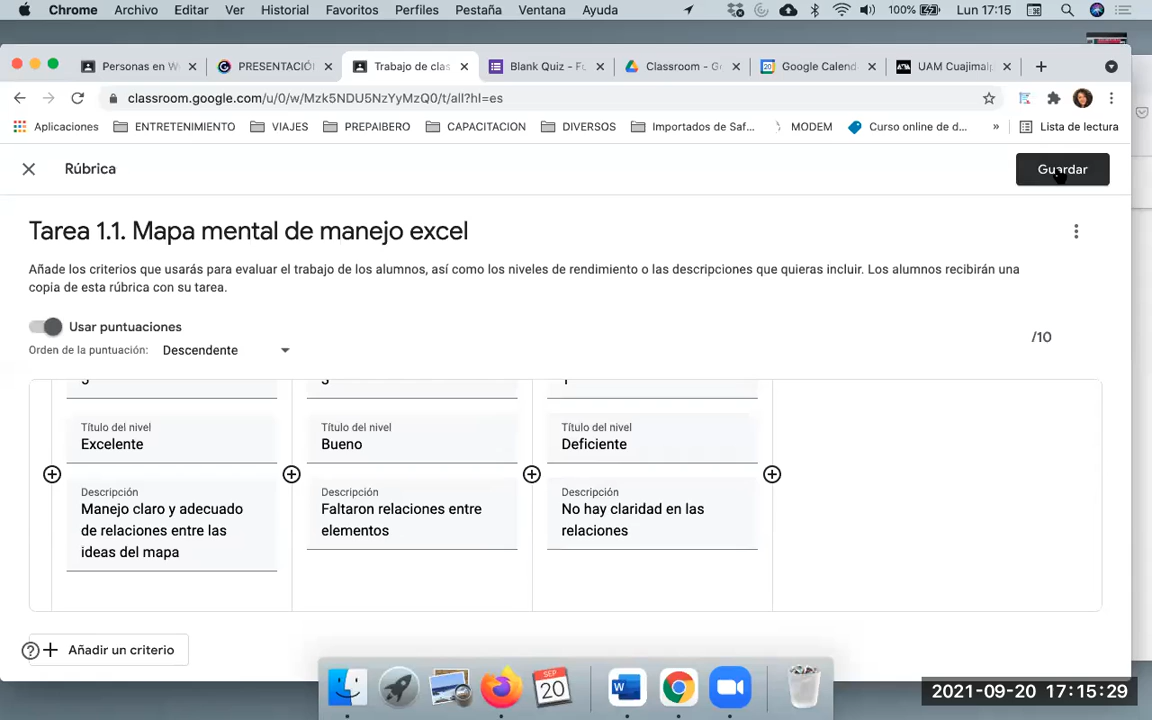 Chrome Archivo Editar Ver Historial Favoritos Perfiles Pestaña Ventana Ayuda 100% Lun 17:15
Personas en W PRESENTACIÓ Trabajo de clas Blank Quiz - Fo Classroom - Go Google Calend UAM Cuajimalp
classroom.google.com/u/0/w/Mzk5NDU5NzYyMzQ0/t/all?hl=es
Aplicaciones ENTRETENIMIENTO VIAJES PREPAIBERO CAPACITACION DIVERSOS Importados de Saf... MODEM Curso online de d... » Lista de lectura
Rúbrica Guardar
Tarea 1.1. Mapa mental de manejo excel
Añade los criterios que usarás para evaluar el trabajo de los alumnos, así como los niveles de rendimiento o las descripciones que quieras incluir. Los alumnos recibirán una
copia de esta rúbrica con su tarea.
Usar puntuaciones
/10
Orden de la puntuación: Descendente
Título del nivel Título del nivel Título del nivel
Excelente Bueno Deficiente
Descripción Descripción Descripción
Manejo claro y adecuado Faltaron relaciones entre No hay claridad en las
de relaciones entre las elementos relaciones
ideas del mapa
Añadir un criterio
SEP
20
2021-09-20 17:15:29